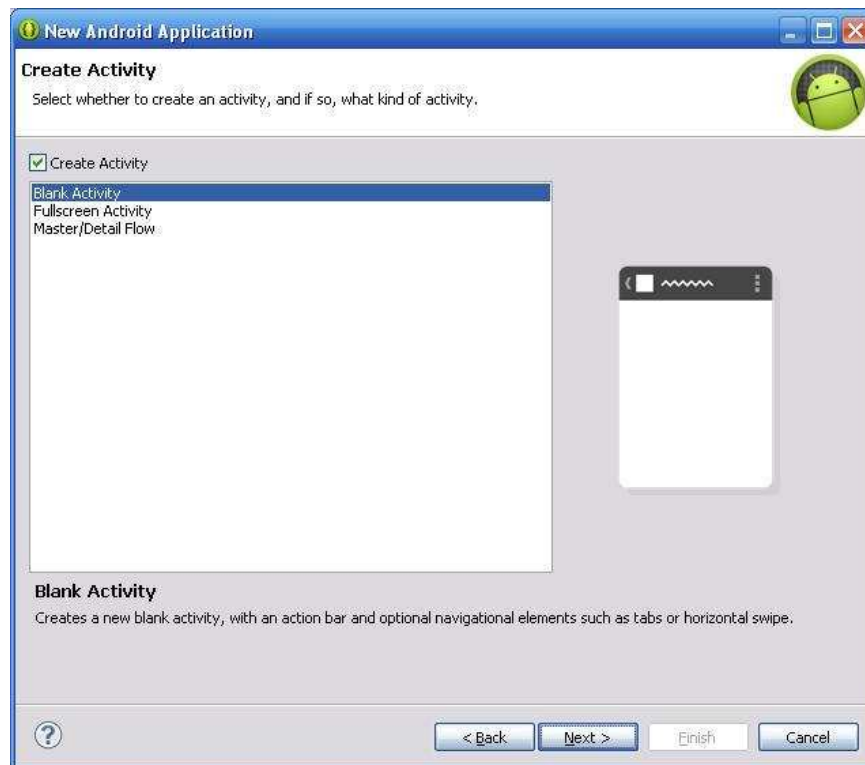 New Android Application
Create Activity
Select whether to create an activity, and if so, what kind of activity.
Create Activity
Blank Activity
Fullscreen Activity
Master/Detail Flow
Blank Activity
Creates a new blank activity, with an action bar and optional navigational elements such as tabs or horizontal swipe.
?
< Back Next > Finish Cancel